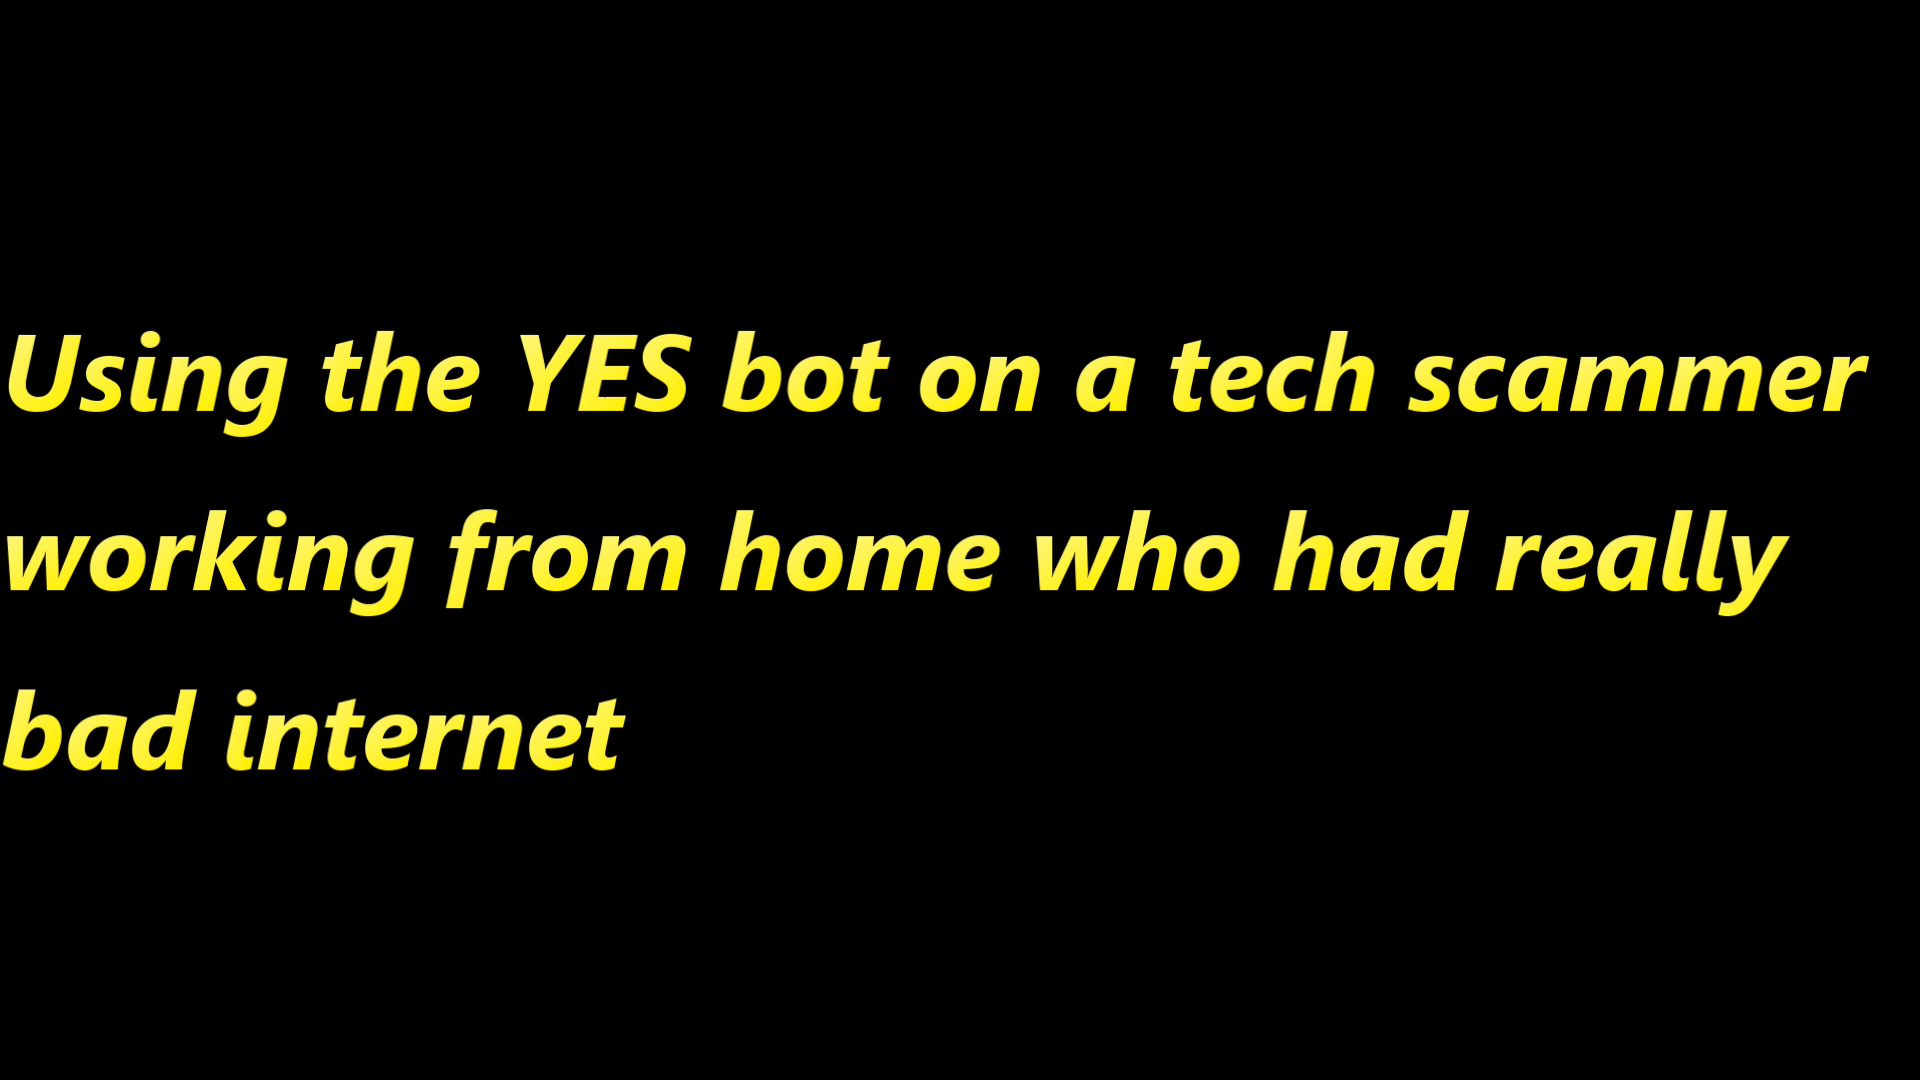 Using the YES bot on a tech scammer
working from home who had really
bad internet